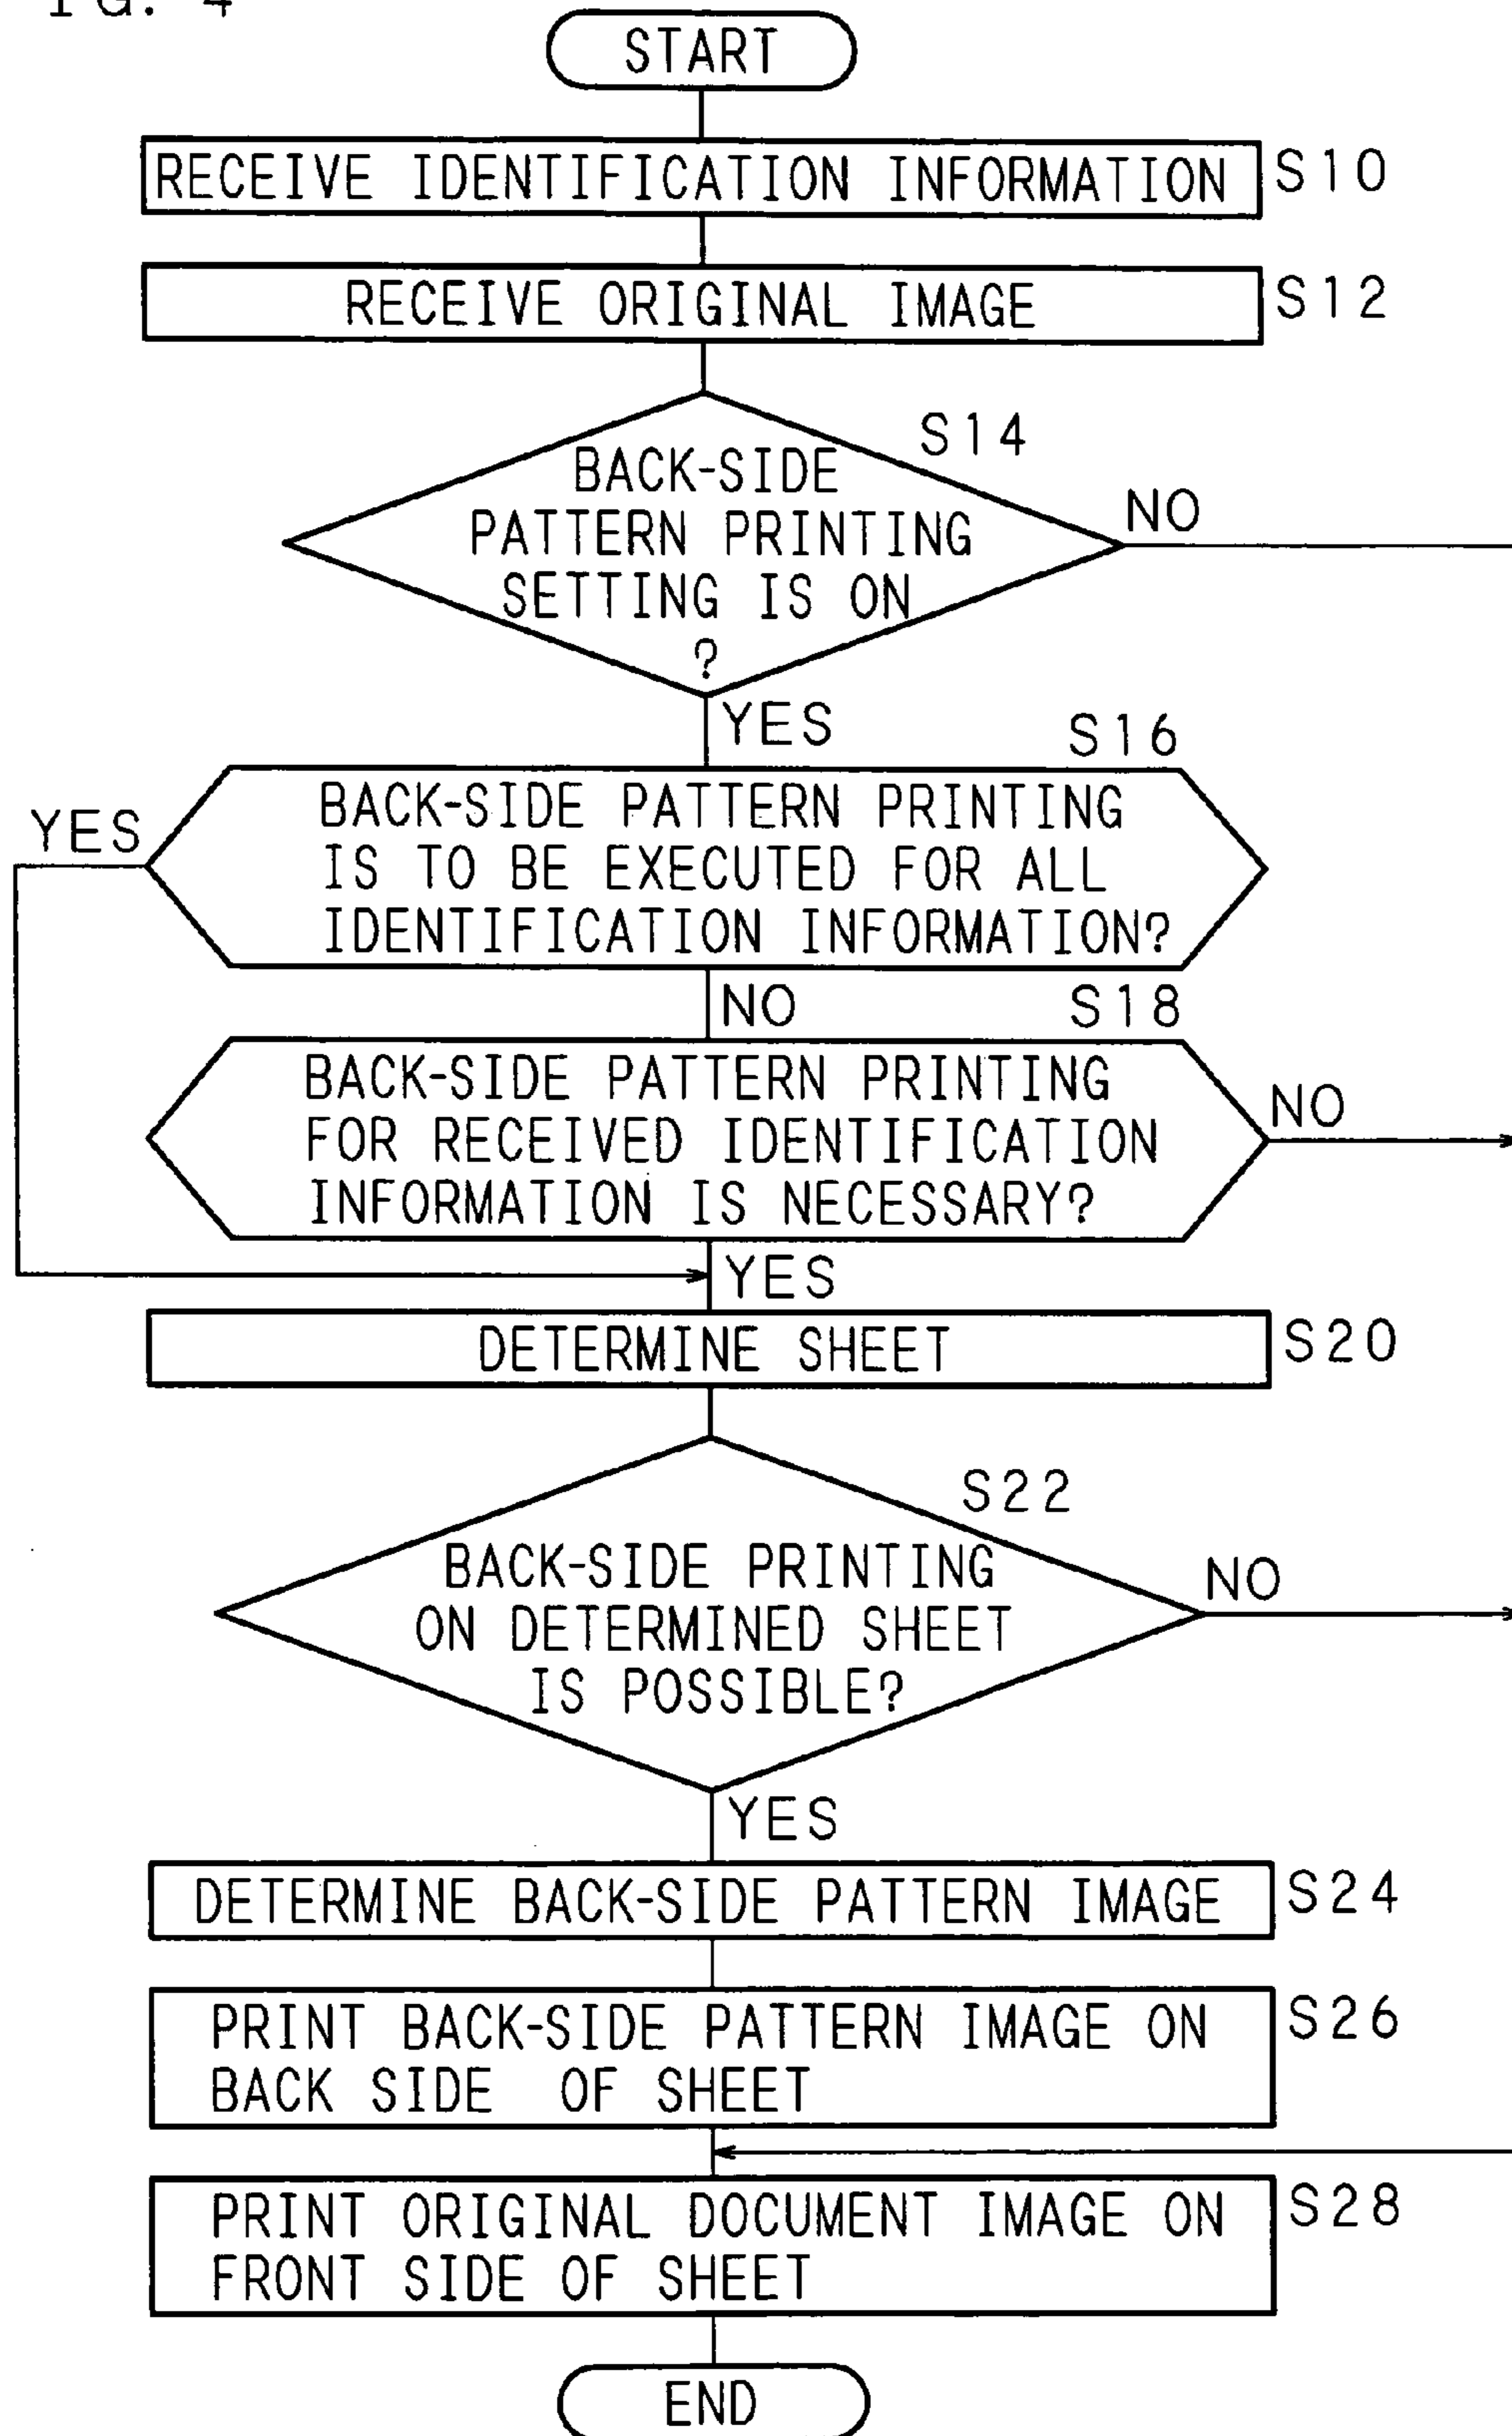 IG. 4
START
RECEIVE IDENTIFICATION INFORMATION
S10
RECEIVE ORIGINAL IMAGE
S12
S14
BACK-SIDE
PATTERN PRINTING
SETTING IS ON
?
NO
YES
S16
YES
BACK-SIDE PATTERN PRINTING
IS TO BE EXECUTED FOR ALL
IDENTIFICATION INFORMATION?
NO
S18
BACK-SIDE PATTERN PRINTING
FOR RECEIVED IDENTIFICATION
INFORMATION IS NECESSARY?
NO
YES
DETERMINE SHEET
S20
S22
BACK-SIDE PRINTING
ON DETERMINED SHEET
IS POSSIBLE?
NO
YES
DETERMINE BACK-SIDE PATTERN IMAGE
S24
PRINT BACK-SIDE PATTERN IMAGE ON
BACK SIDE OF SHEET
S26
PRINT ORIGINAL DOCUMENT IMAGE ON
FRONT SIDE OF SHEET
S28
END